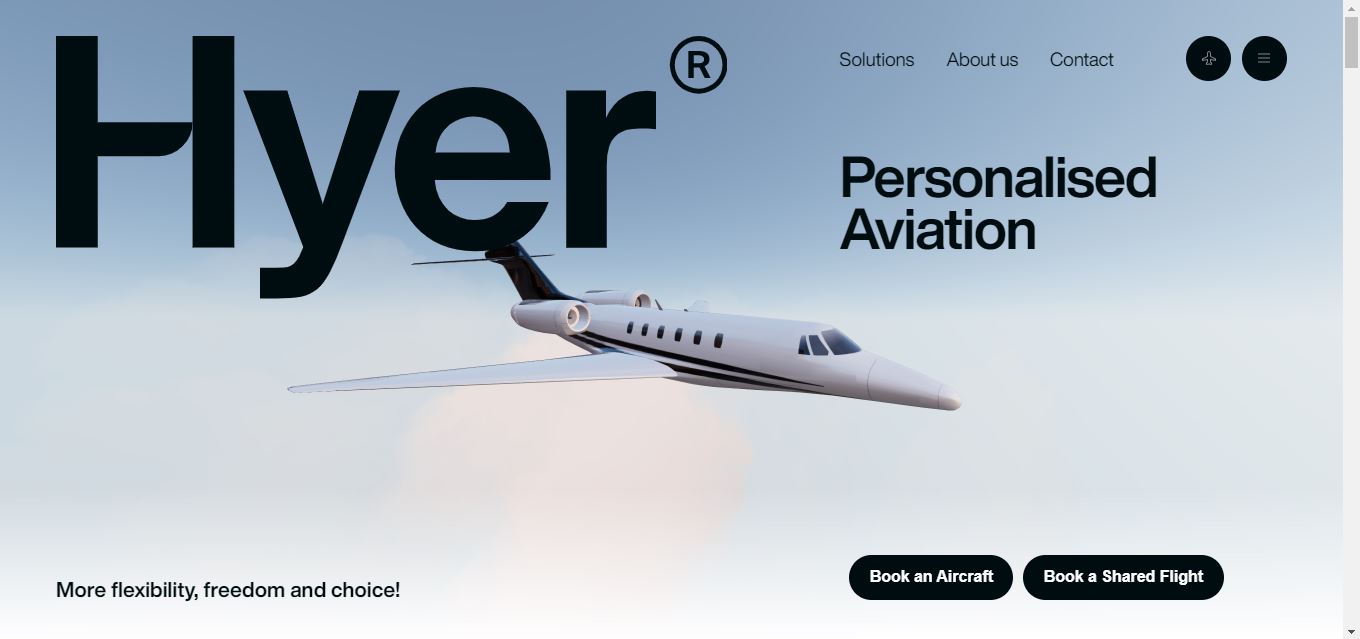 Hyer®
Solutions About us Contact
Personalised
Aviation
More flexibility, freedom and choice!
Book an Aircraft Book a Shared Flight